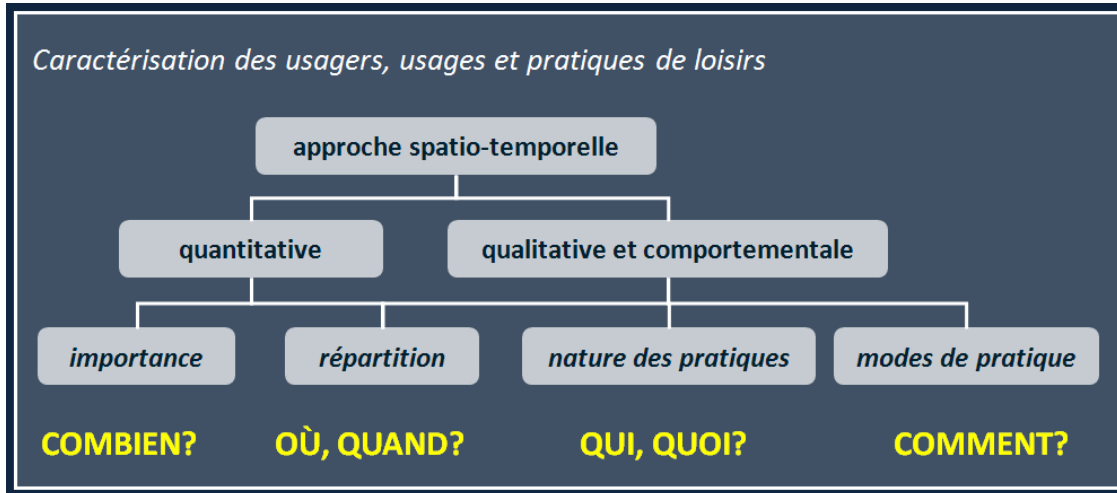 Caractérisation des usagers, usages et pratiques de loisirs
approche spatio-temporelle
quantitative
qualitative et comportementale
importance
répartition
nature des pratiques
modes de pratique
COMBIEN?
OÙ, QUAND?
QUI, QUOI?
COMMENT?